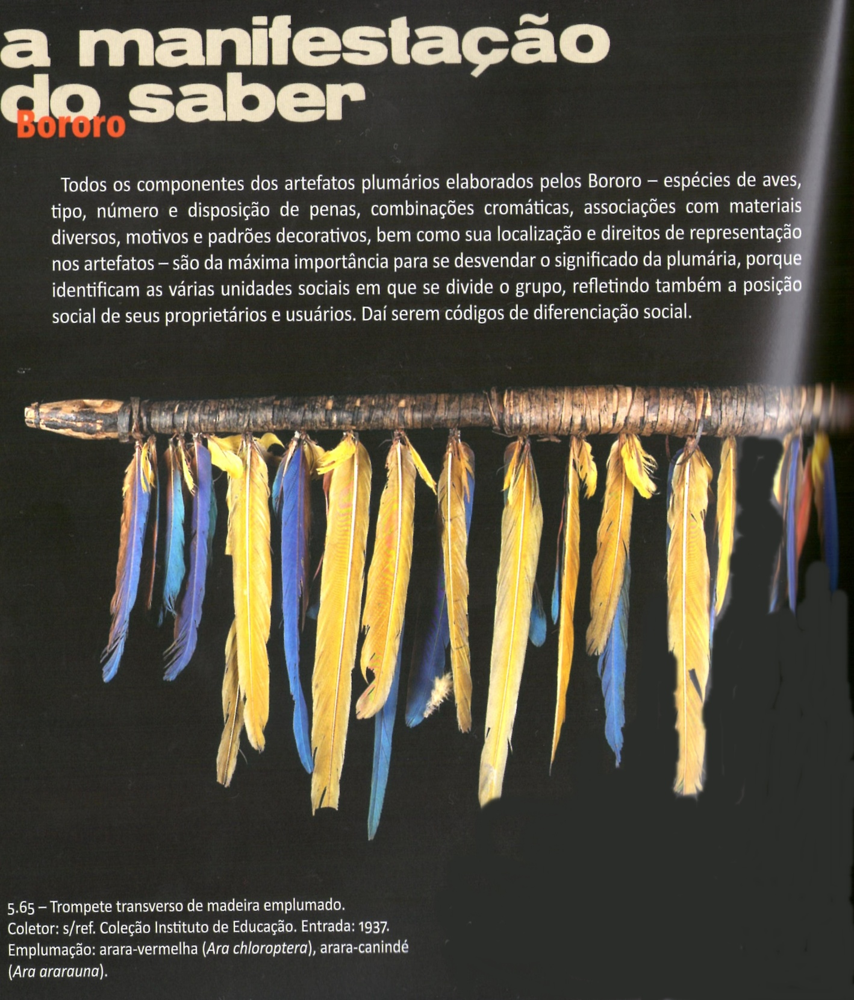 a manifestação
do saber
Bororo
Todos os componentes dos artefatos plumários elaborados pelos Bororo – espécies de aves,
tipo, número e disposição de penas, combinações cromáticas, associações com materiais
diversos, motivos e padrões decorativos, bem como sua localização e direitos de representação
nos artefatos – são da máxima importância para se desvendar o significado da plumária, porque
identificam as várias unidades sociais em que se divide o grupo, refletindo também a posição
social de seus proprietários e usuários. Daí serem códigos de diferenciação social.
5.65 – Trompete transverso de madeira emplumado.
Coletor: s/ref. Coleção Instituto de Educação. Entrada: 1937.
Emplumação: arara-vermelha (Ara chloroptera), arara-canindé
(Ara ararauna).